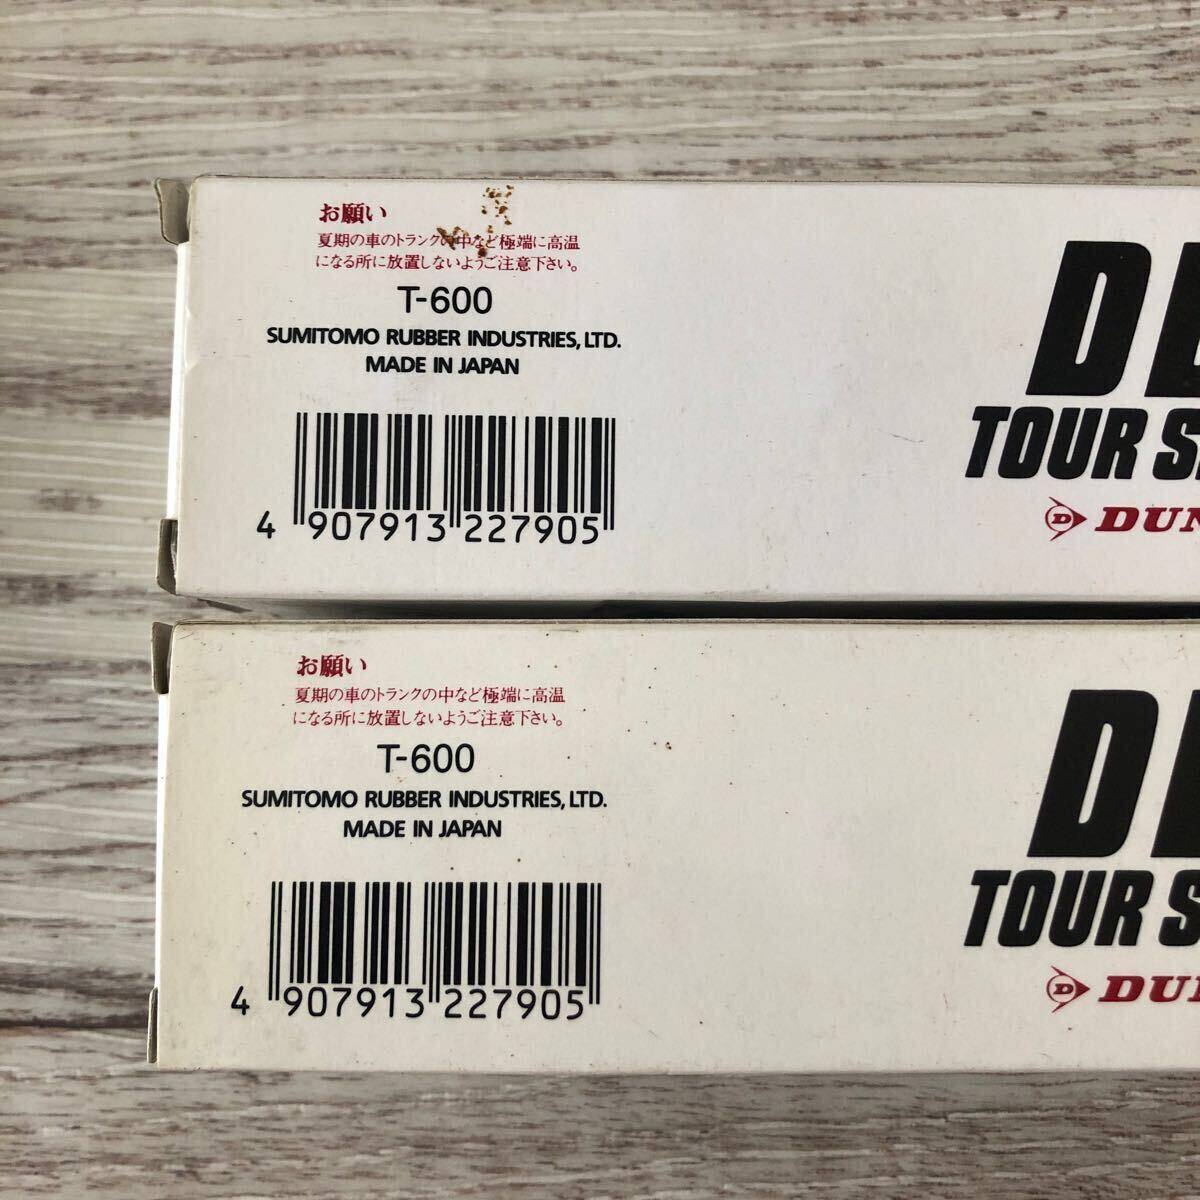 お願い
夏期の車のトランクの中など極端に高温
になる所に放置しないようご注意下さい。
T-600
SUMITOMO RUBBER INDUSTRIES, LTD.
MADE IN JAPAN
4 907913 227905
TOUR
お願い
夏期の車のトランクの中など極端に高温
になる所に放置しないようご注意下さい。
T-600
SUMITOMO RUBBER INDUSTRIES, LTD.
MADE IN JAPAN
4 907913 227905
TOUR